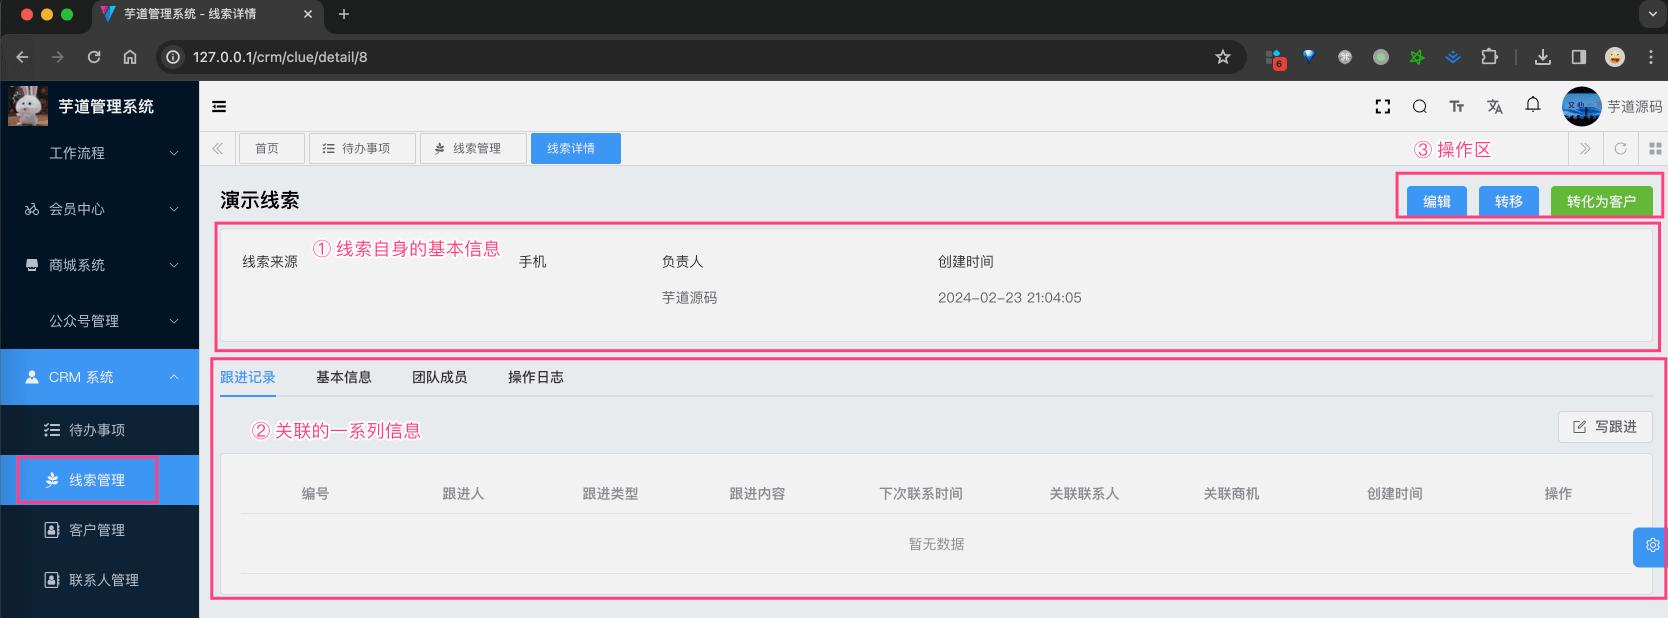 芋道管理系统 - 线索详情
127.0.0.1/crm/clue/detail/8
6
芋道管理系统
芋道源码
工作流程
会员中心
商城系统
公众号管理
CRM 系统
待办事项
线索管理
客户管理
联系人管理
首页
待办事项
线索管理
线索详情
③ 操作区
演示线索
编辑
转移
转化为客户
① 线索自身的基本信息
线索来源
手机
负责人
创建时间
芋道源码
2024-02-23 21:04:05
跟进记录
基本信息
团队成员
操作日志
② 关联的一系列信息
写跟进
编号
跟进人
跟进类型
跟进内容
下次联系时间
关联联系人
关联商机
创建时间
操作
暂无数据